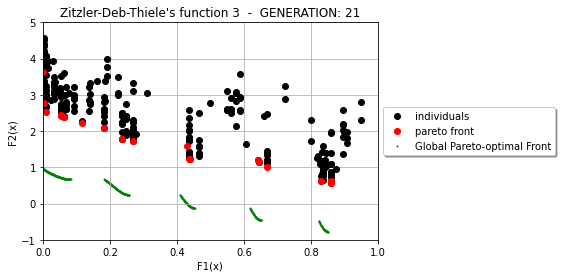 Zitzler-Deb-Thiele's function 3 - GENERATION: 21
5
4
3
2
1
0
−1
F2(x)
0.0 0.2 0.4 0.6 0.8 1.0
F1(x)
individuals
pareto front
Global Pareto-optimal Front